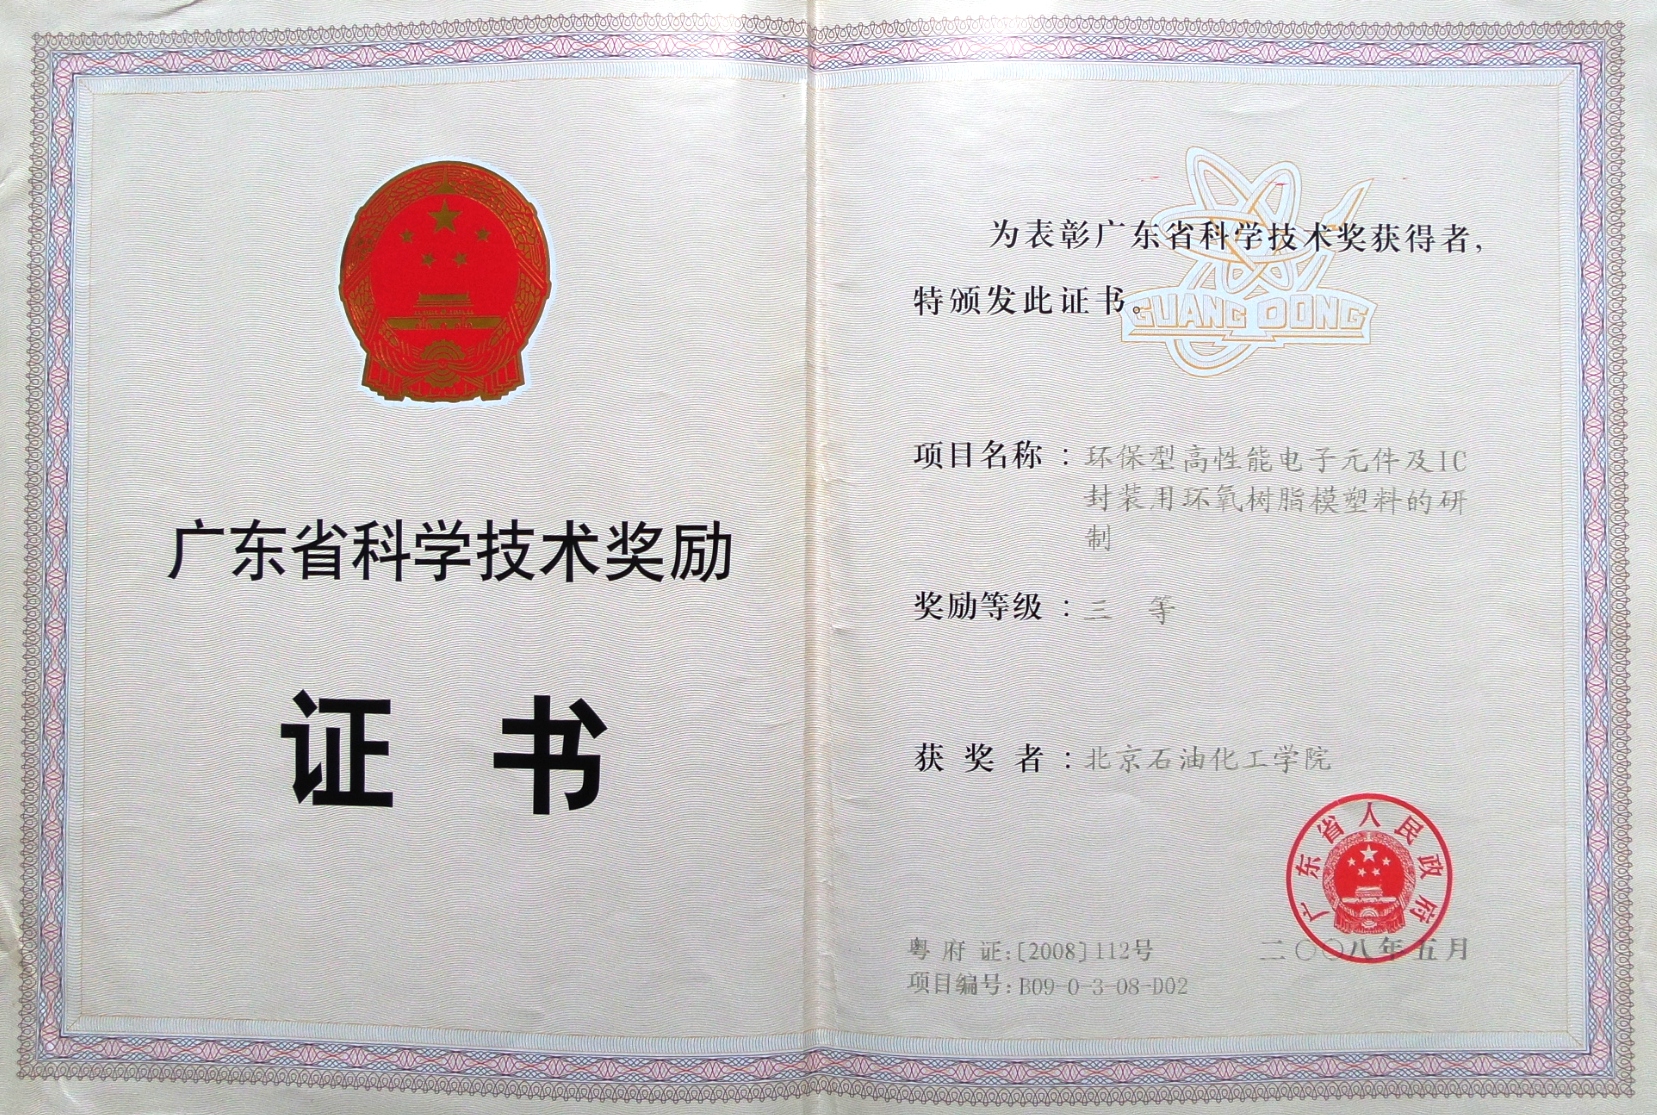 广东省科学技术奖励
证 书
GUANG DONG
为表彰广东省科学技术奖获得者,
特颁发此证书。
项目名称：环保型高性能电子元件及IC
封装用环氧树脂模塑料的研
制
奖励等级：三 等
获 奖 者：北京石油化工学院
广东省人民政府
粤 府 证:〔2008〕112号
二〇〇八年五月
项目编号:B09-0-3-08-D02